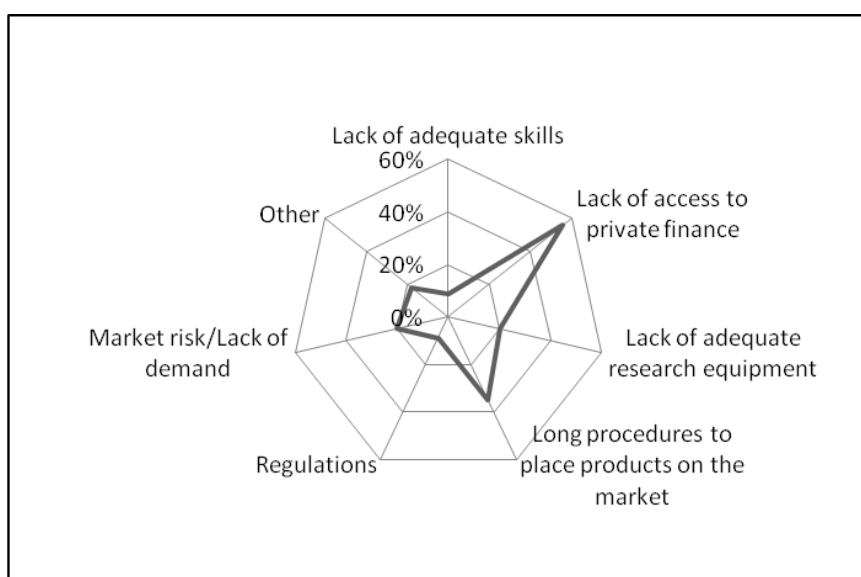 Lack of adequate skills
60%
Lack of access to
private finance
Other
40%
20%
0%
Market risk/Lack of
demand
Lack of adequate
research equipment
Regulations
Long procedures to
place products on the
market